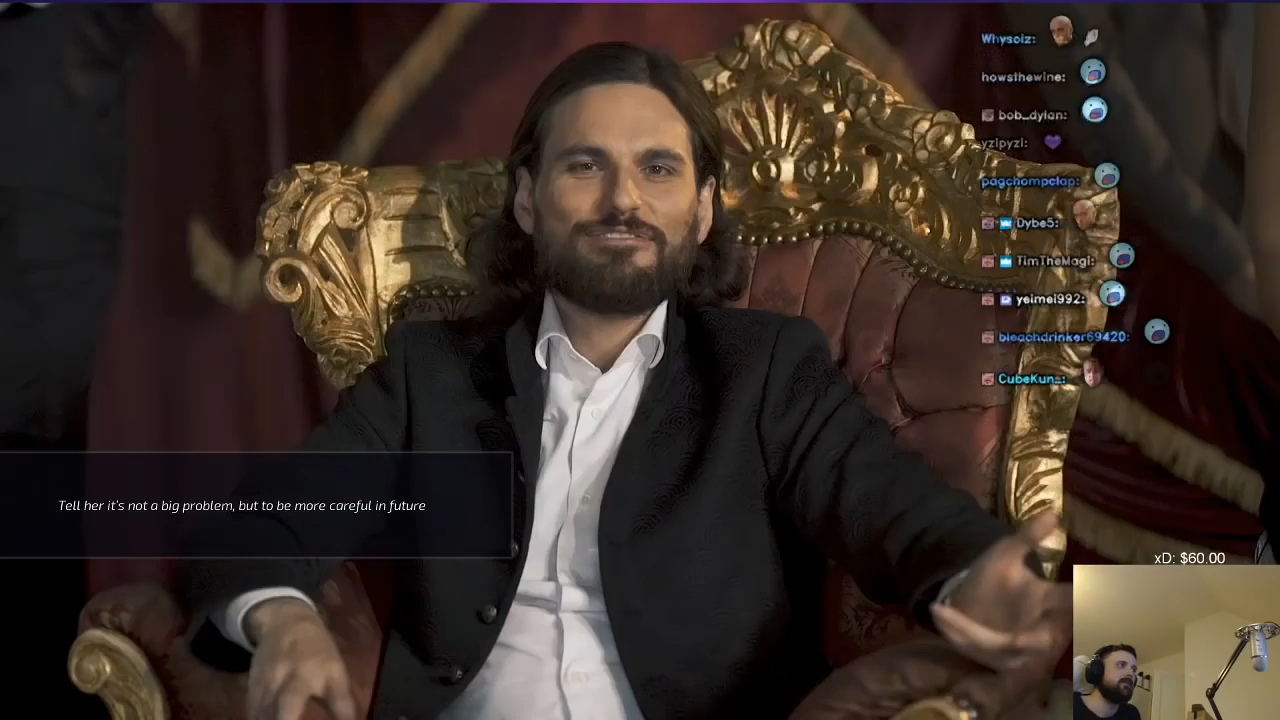 Whysoiz:
howsthewine:
bob_dylan:
yzipyzi:
pagchompclap:
Dybe5:
TimTheMagi:
yeimei992:
bleachdrinker69420:
CubeKun_:
Tell her it's not a big problem, but to be more careful in future
xD: $60.00